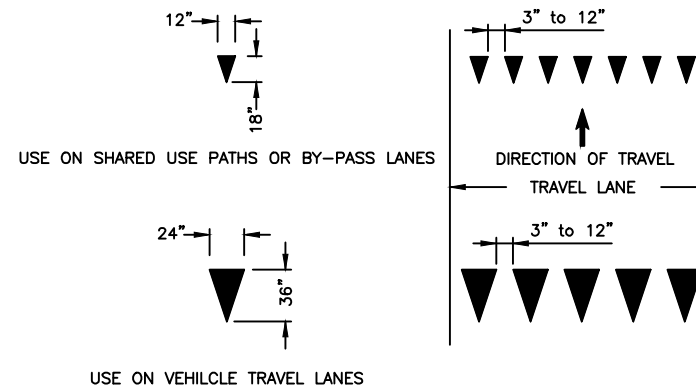 12"
18"
USE ON SHARED USE PATHS OR BY-PASS LANES
3" to 12"
DIRECTION OF TRAVEL
TRAVEL LANE
24"
36"
USE ON VEHILCLE TRAVEL LANES
3" to 12"